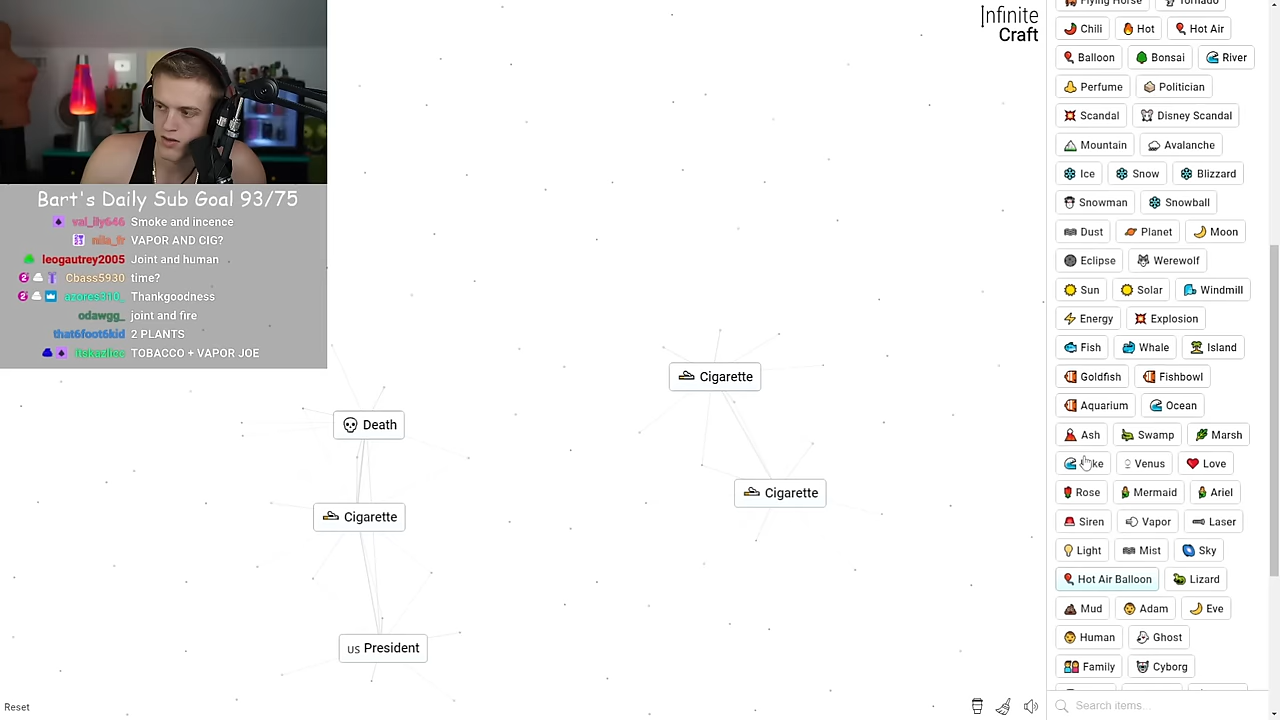 Infinite
Craft
Bart's Daily Sub Goal 93/75
val_lly646 Smoke and incence
nila_fr VAPOR AND CIG?
leogautrey2005 Joint and human
Cbass5930 time?
Thankgoodness
odawgg_ joint and fire
that6foot6kid 2 PLANTS
itskazlicc TOBACCO + VAPOR JOE
Cigarette
Death
Cigarette
Cigarette
US President
Reset
Flying Horse Tornado
Chili Hot Hot Air
Balloon Bonsai River
Perfume Politician
Scandal Disney Scandal
Mountain Avalanche
Ice Snow Blizzard
Snowman Snowball
Dust Planet Moon
Eclipse Werewolf
Sun Solar Windmill
Energy Explosion
Fish Whale Island
Goldfish Fishbowl
Aquarium Ocean
Ash Swamp Marsh
ke Venus Love
Rose Mermaid Ariel
Siren Vapor Laser
Light Mist Sky
Hot Air Balloon Lizard
Mud Adam Eve
Human Ghost
Family Cyborg
Search items...